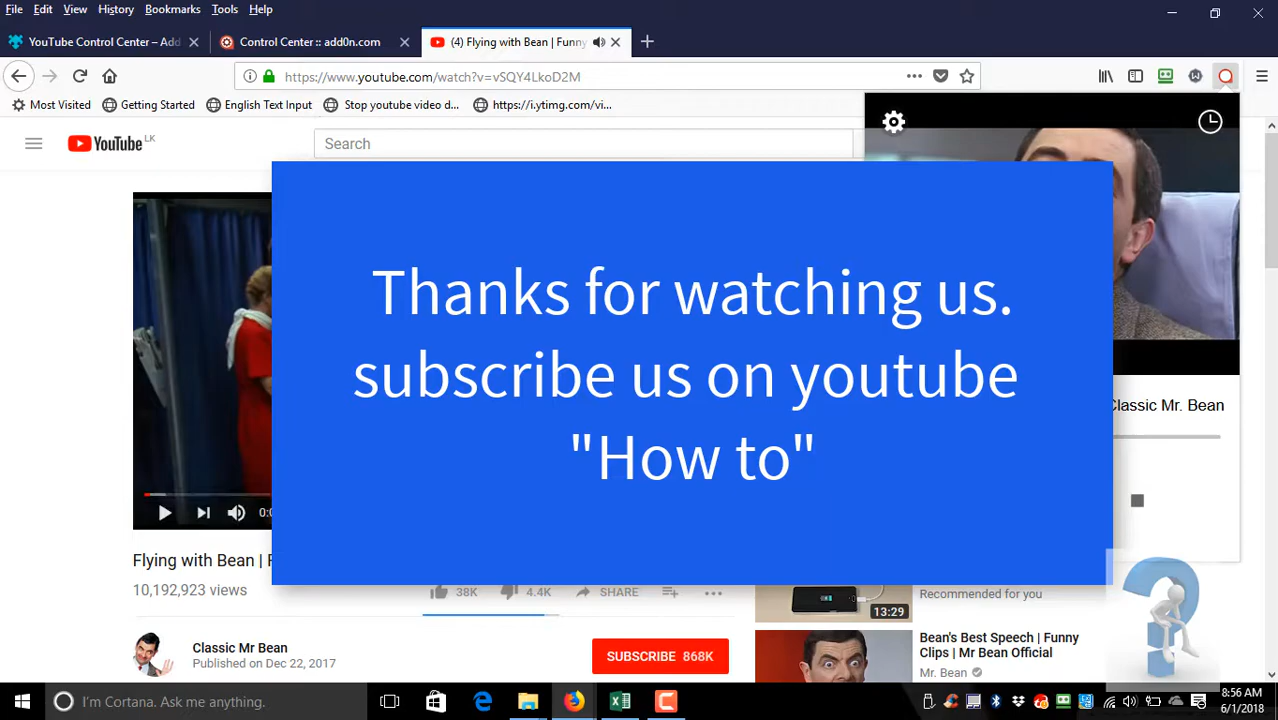 File Edit View History Bookmarks Tools Help
YouTube Control Center – Add
Control Center :: add0n.com
(4) Flying with Bean | Funny
https://www.youtube.com/watch?v=vSQY4LkoD2M
Most Visited
Getting Started
English Text Input
Stop youtube video d...
https://i.ytimg.com/vi...
YouTube LK
Search
Thanks for watching us.
subscribe us on youtube
"How to"
Classic Mr. Bean
0:0
Flying with Bean | F
10,192,923 views
38K
4.4K
SHARE
Recommended for you
13:29
Classic Mr Bean
Published on Dec 22, 2017
SUBSCRIBE 868K
Bean's Best Speech | Funny
Clips | Mr Bean Official
Mr. Bean
I'm Cortana. Ask me anything.
8:56 AM
6/1/2018